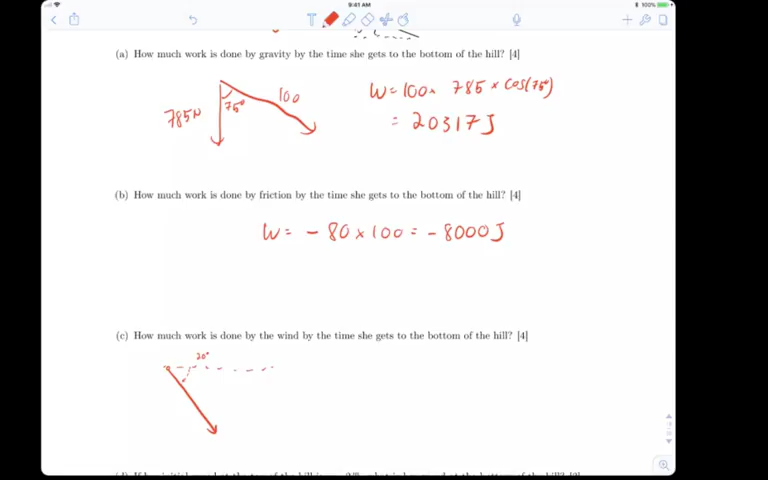 9:41 AM
100%
(a) How much work is done by gravity by the time she gets to the bottom of the hill? [4]
785N
75°
100
W = 100 × 785 × cos(75°)
= 20317 J
(b) How much work is done by friction by the time she gets to the bottom of the hill? [4]
W = - 80 × 100 = - 8000 J
(c) How much work is done by the wind by the time she gets to the bottom of the hill? [4]
20°